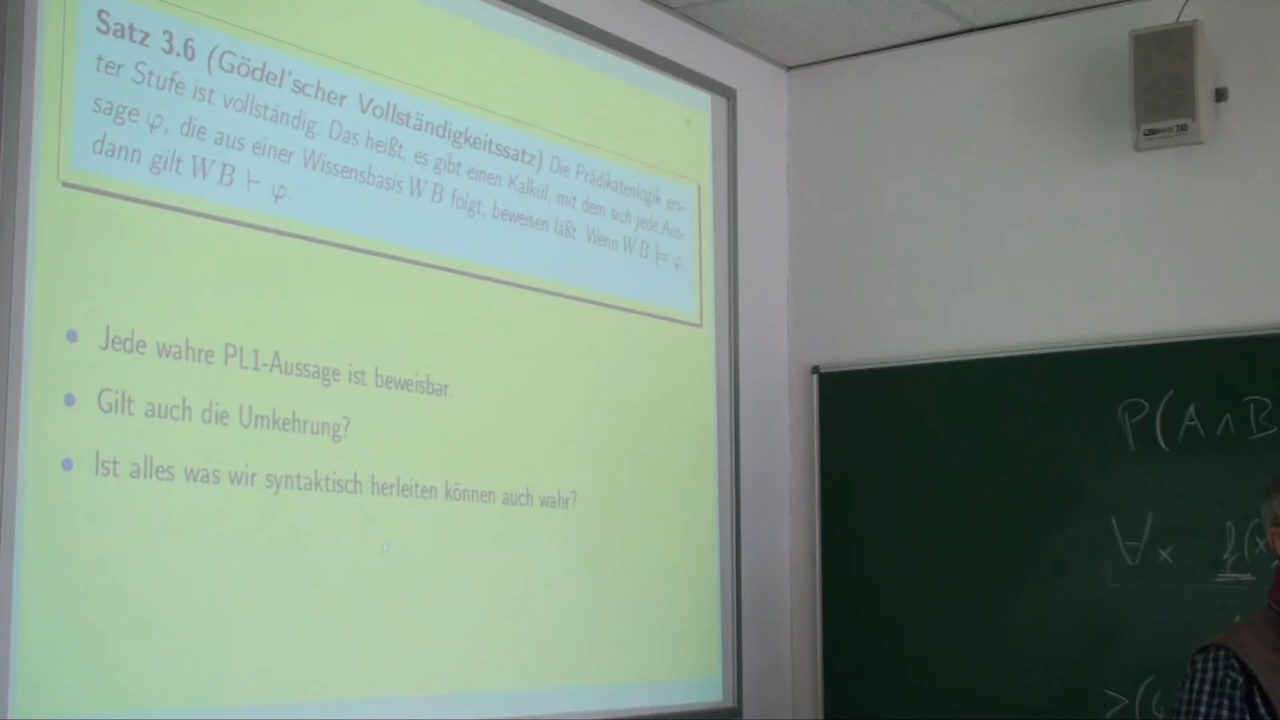 Satz 3.6 (Gödel'scher Vollständigkeitssatz) Die Prädikatenlogik ers-
ter Stufe ist vollständig. Das heißt, es gibt einen Kalkül, mit dem sich jede Aus-
sage φ, die aus einer Wissensbasis WB folgt, beweisen läßt. Wenn WB ⊨ φ
dann gilt WB ⊢ φ.
• Jede wahre PL1-Aussage ist beweisbar.
• Gilt auch die Umkehrung?
• Ist alles was wir syntaktisch herleiten können auch wahr?
P(A∧B
∀x f(x
>(